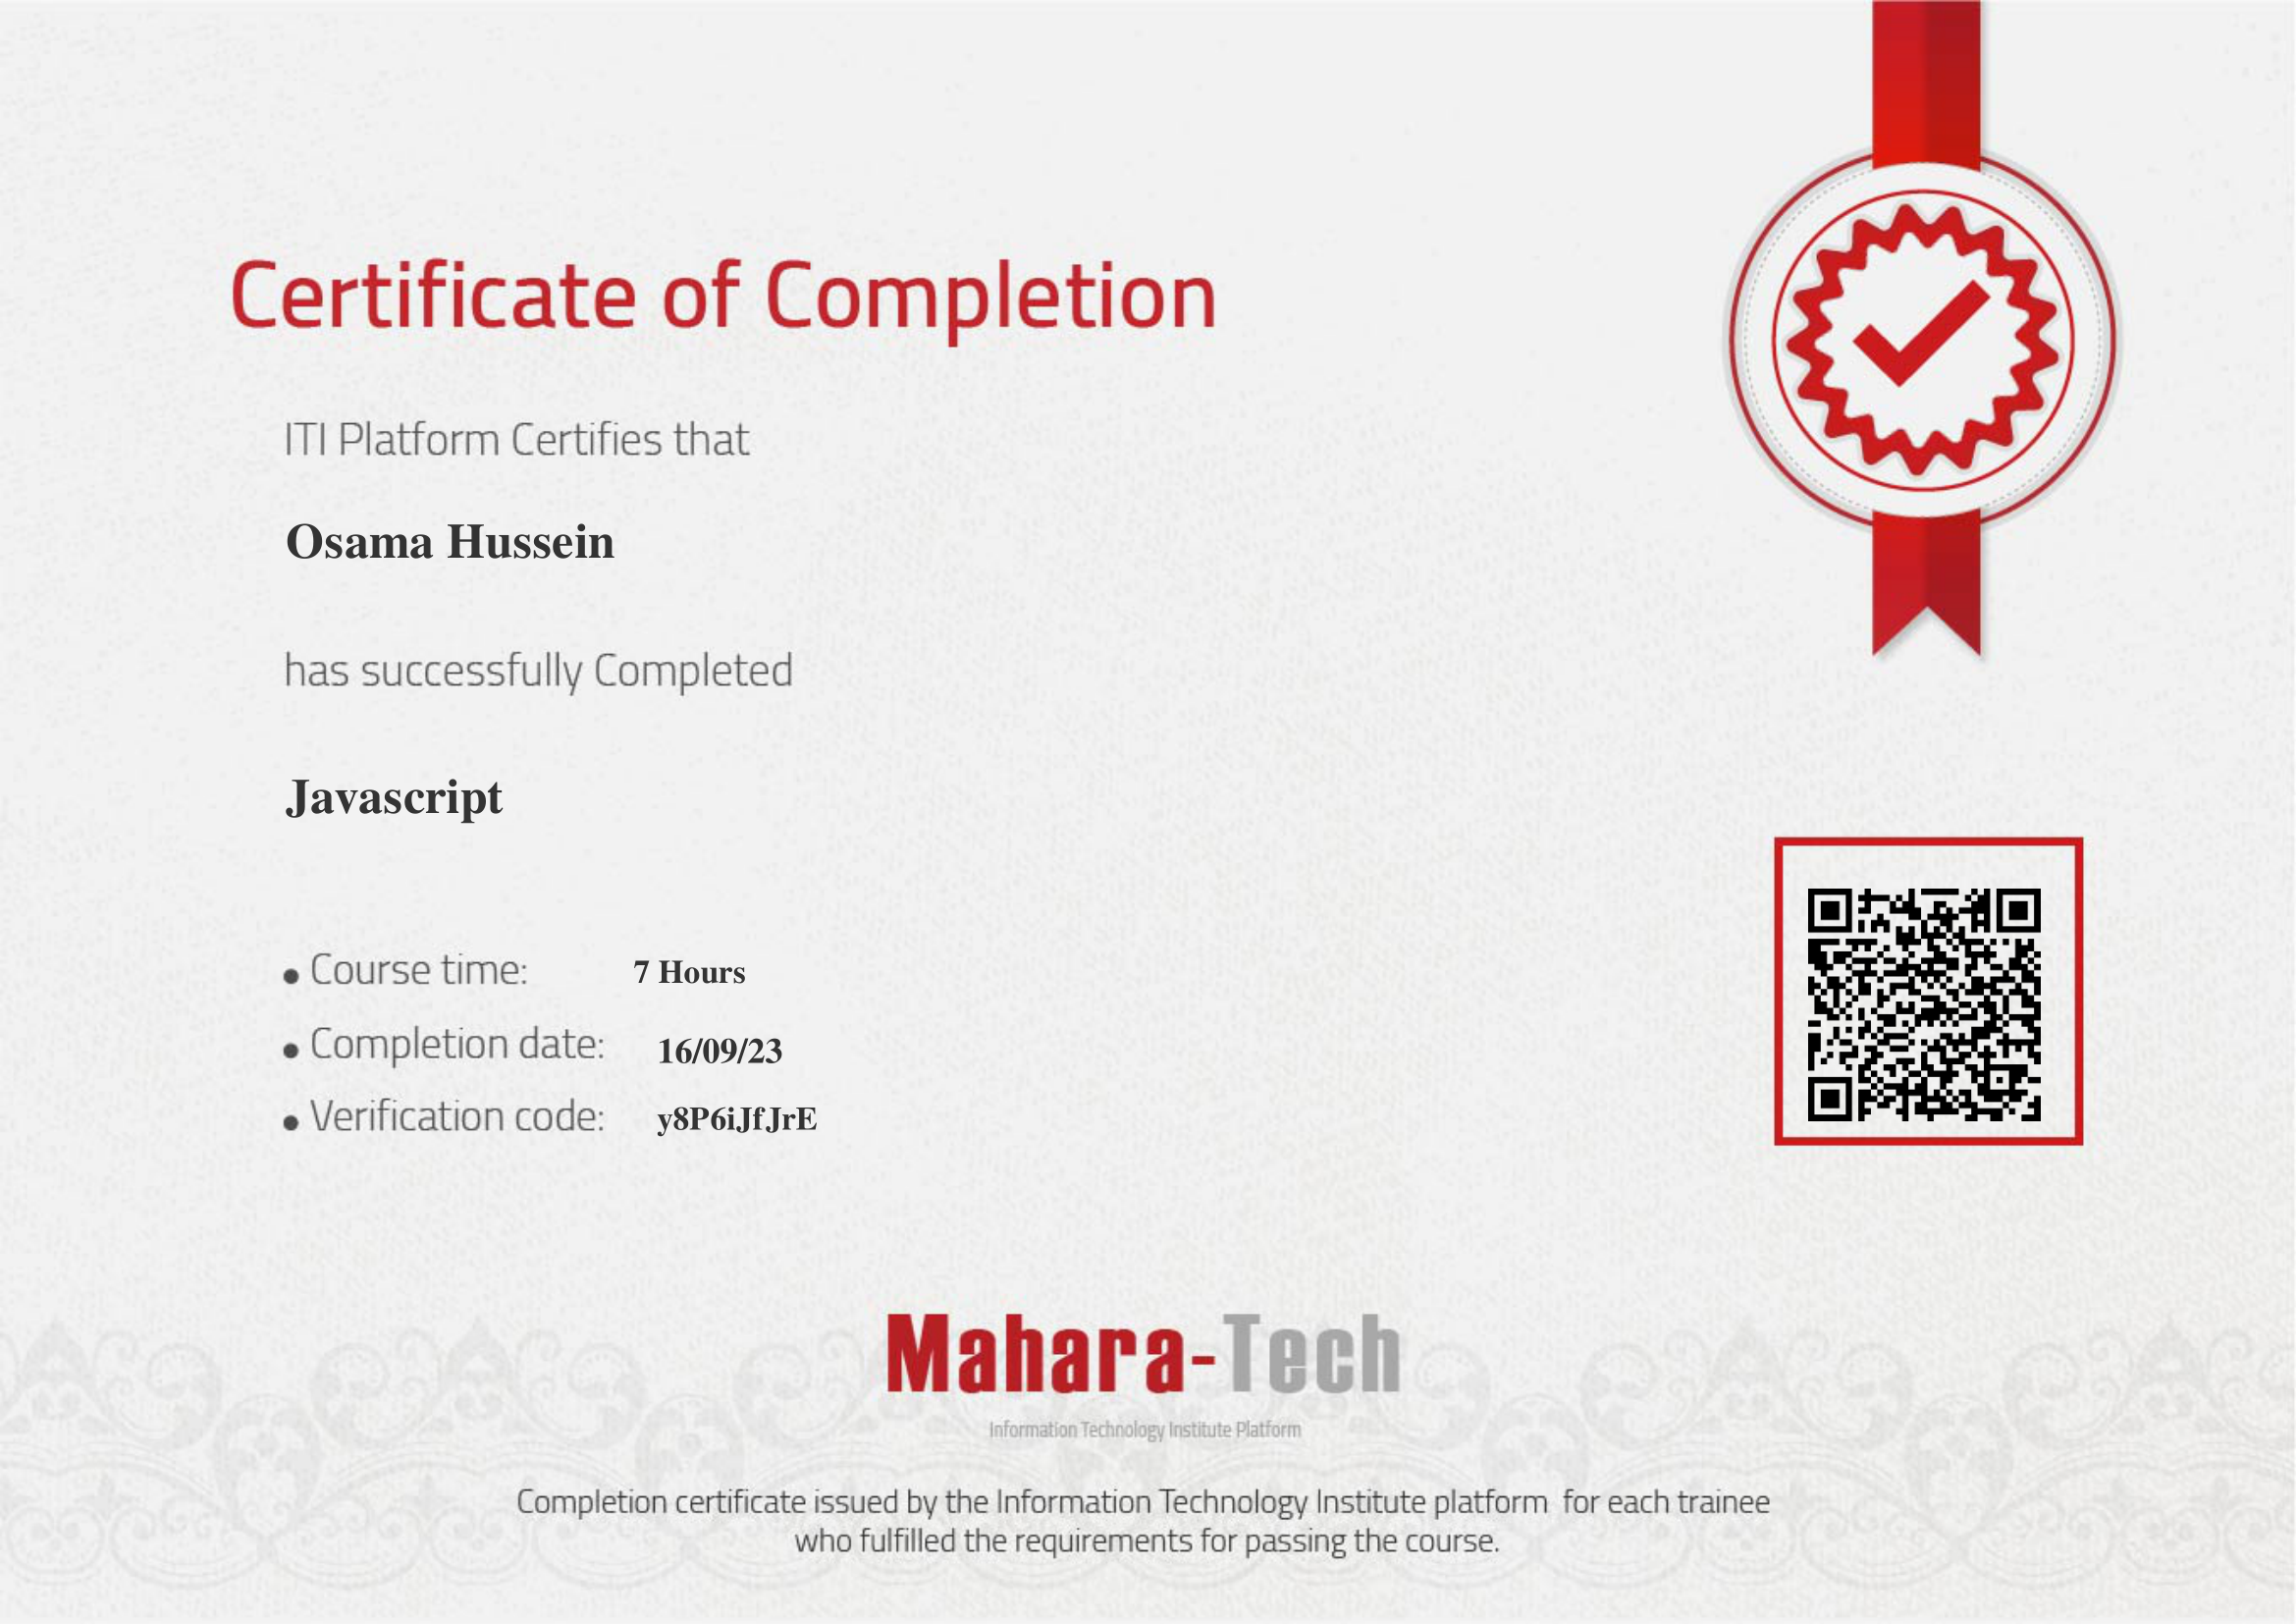 Certificate of Completion
ITI Platform Certifies that
Osama Hussein
has successfully Completed
Javascript
• Course time: 7 Hours
• Completion date: 16/09/23
• Verification code: y8P6iJfJrE
Mahara-Tech
Information Technology Institute Platform
Completion certificate issued by the Information Technology Institute platform for each trainee
who fulfilled the requirements for passing the course.